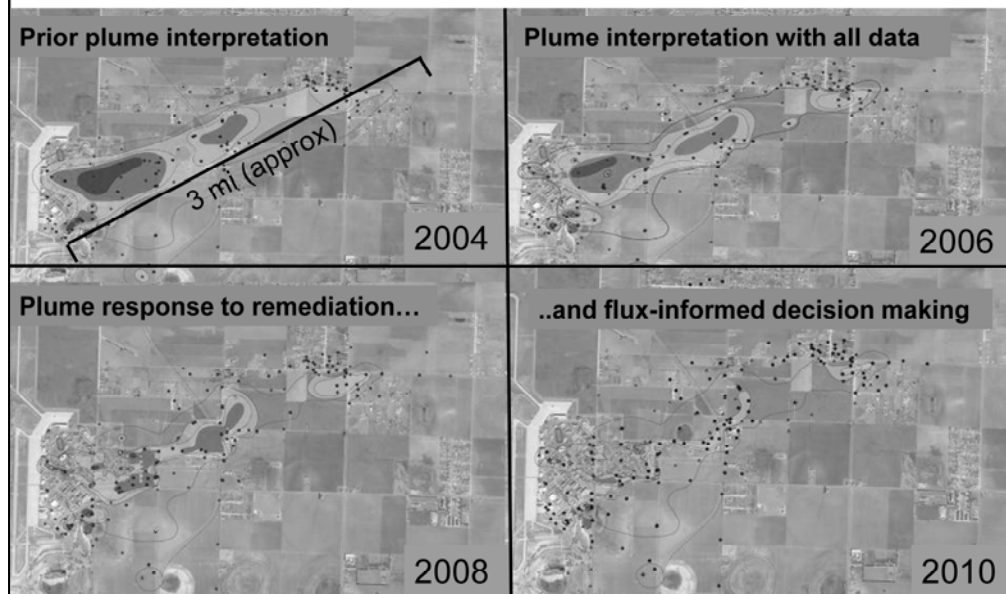 Prior plume interpretation
3 mi (approx)
2004
Plume interpretation with all data
2006
Plume response to remediation…
2008
..and flux-informed decision making
2010